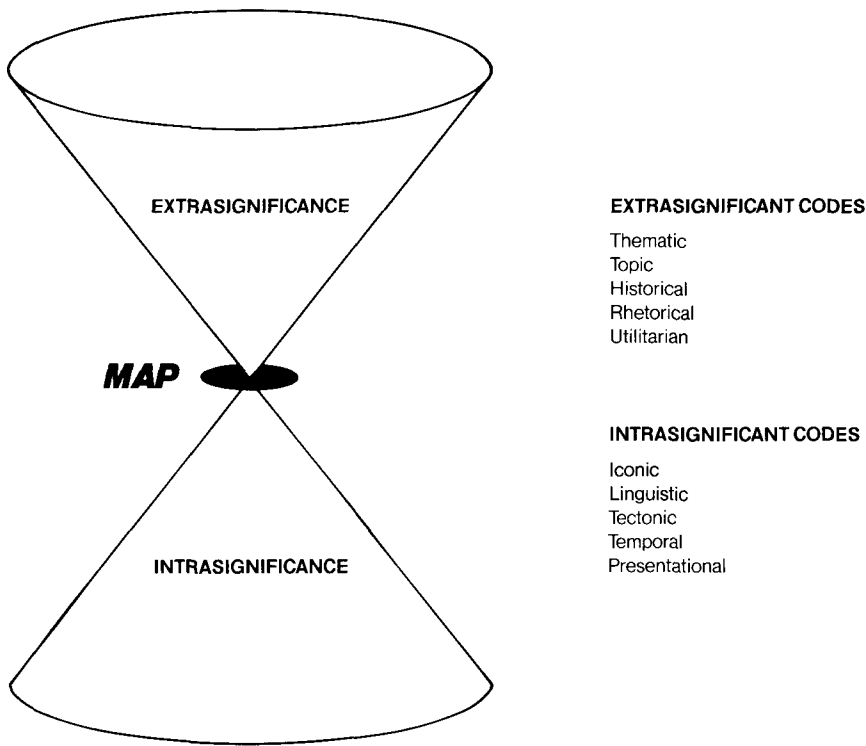 EXTRASIGNIFICANCE
MAP
INTRASIGNIFICANCE
EXTRASIGNIFICANT CODES
Thematic
Topic
Historical
Rhetorical
Utilitarian
INTRASIGNIFICANT CODES
Iconic
Linguistic
Tectonic
Temporal
Presentational